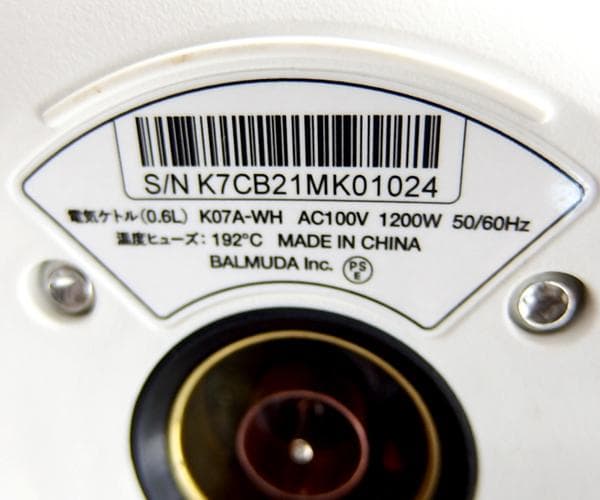 S/N K7CB21MK01024
電気ケトル(0.6L) K07A-WH AC100V 1200W 50/60Hz
温度ヒューズ: 192°C MADE IN CHINA
BALMUDA Inc. PSE